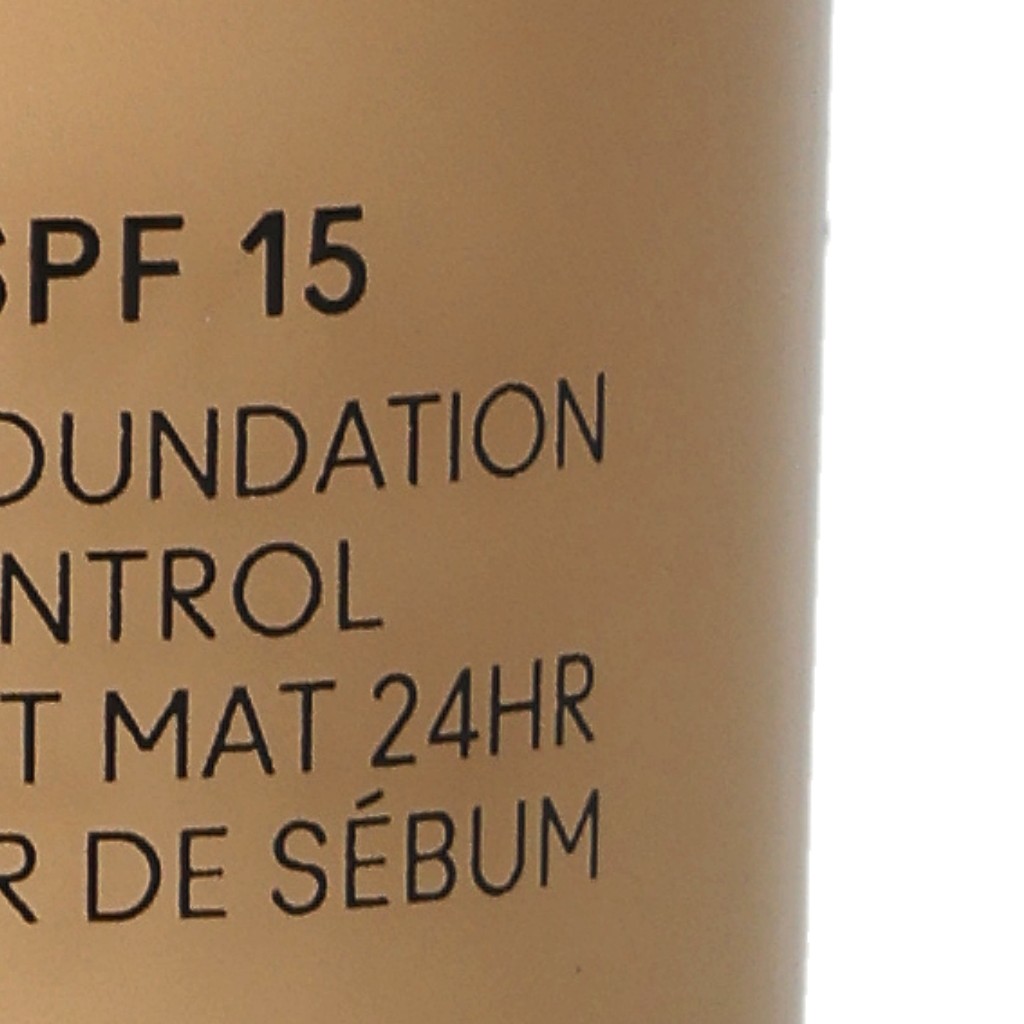 SPF 15
OUNDATION
NTROL
T MAT 24HR
R DE SÉBUM